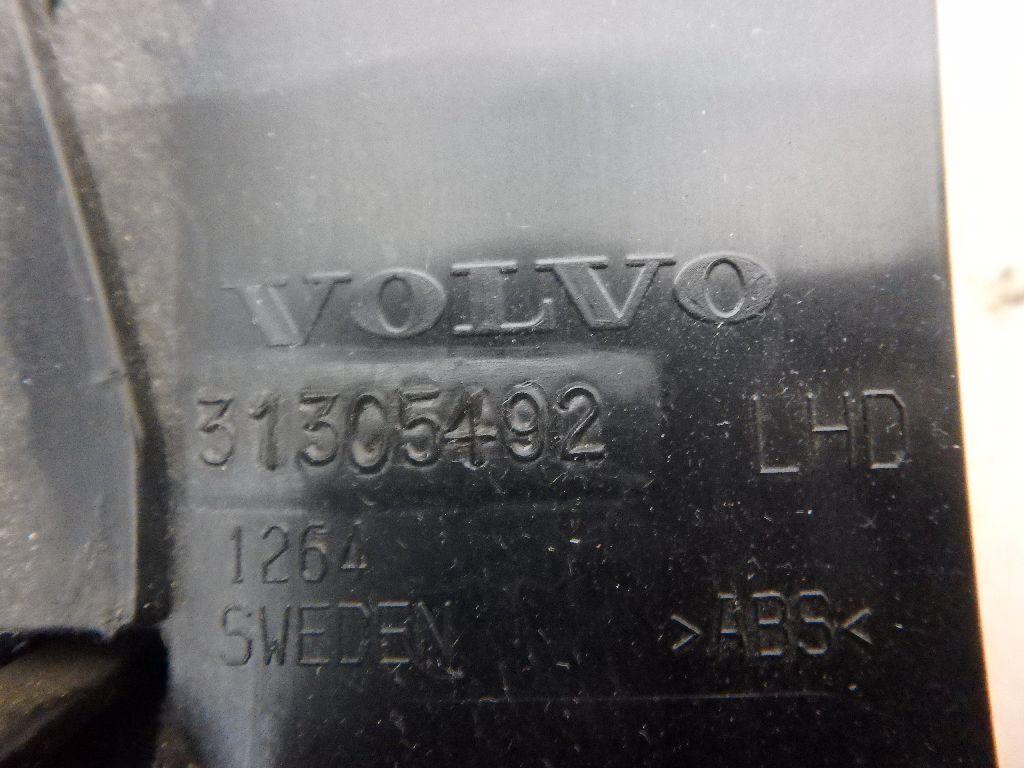 VOLVO
31305492 LHD
1264
SWEDEN >ABS<